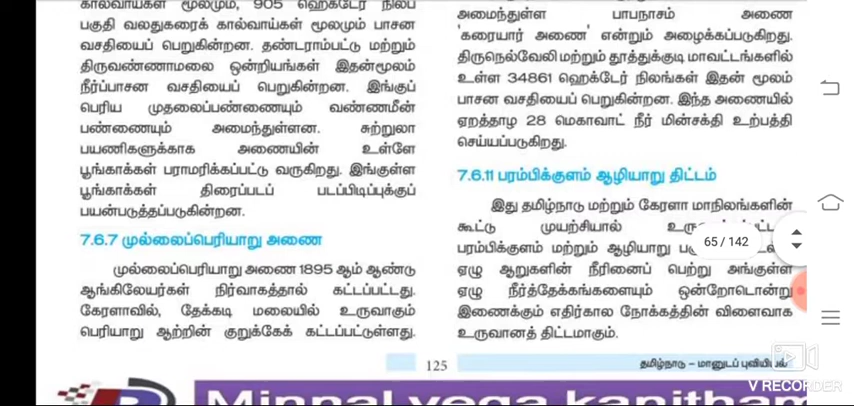 கால்வாய்கள் மூலமும், 905 ஹெக்டேர் நிலப்
பகுதி வலதுகரைக் கால்வாய்கள் மூலமும் பாசன
வசதியைப் பெறுகின்றன. தண்டராம்பட்டு மற்றும்
திருவண்ணாமலை ஒன்றியங்கள் இதன்மூலம்
நீர்ப்பாசன வசதியைப் பெறுகின்றன. இங்குப்
பெரிய முதலைப்பண்ணையும் வண்ணமீன்
பண்ணையும் அமைந்துள்ளன. சுற்றுலா
பயணிகளுக்காக அணையின் உள்ளே
பூங்காக்கள் பராமரிக்கப்பட்டு வருகிறது. இங்குள்ள
பூங்காக்கள் திரைப்படப் படப்பிடிப்புக்குப்
பயன்படுத்தப்படுகின்றன.
7.6.7 முல்லைப்பெரியாறு அணை
முல்லைப்பெரியாறு அணை 1895 ஆம் ஆண்டு
ஆங்கிலேயர்கள் நிர்வாகத்தால் கட்டப்பட்டது.
கேரளாவில், தேக்கடி மலையில் உருவாகும்
பெரியாறு ஆற்றின் குறுக்கேக் கட்டப்பட்டுள்ளது.
அமைந்துள்ள பாபநாசம் அணை
'கரையார் அணை' என்றும் அழைக்கப்படுகிறது.
திருநெல்வேலி மற்றும் தூத்துக்குடி மாவட்டங்களில்
உள்ள 34861 ஹெக்டேர் நிலங்கள் இதன் மூலம்
பாசன வசதியைப் பெறுகின்றன. இந்த அணையில்
ஏறத்தாழ 28 மெகாவாட் நீர் மின்சக்தி உற்பத்தி
செய்யப்படுகிறது.
7.6.11 பரம்பிக்குளம் ஆழியாறு திட்டம்
இது தமிழ்நாடு மற்றும் கேரளா மாநிலங்களின்
கூட்டு முயற்சியால்
பரம்பிக்குளம் மற்றும் ஆழியாறு
ஏழு ஆறுகளின் நீரினைப் பெற்று அங்குள்ள
ஏழு நீர்த்தேக்கங்களையும் ஒன்றோடொன்று
இணைக்கும் எதிர்கால நோக்கத்தின் விளைவாக
உருவானத் திட்டமாகும்.
65 / 142
125
தமிழ்நாடு – மானுடப் புவியியல்
V RECORDER
Minnal vega kanitham